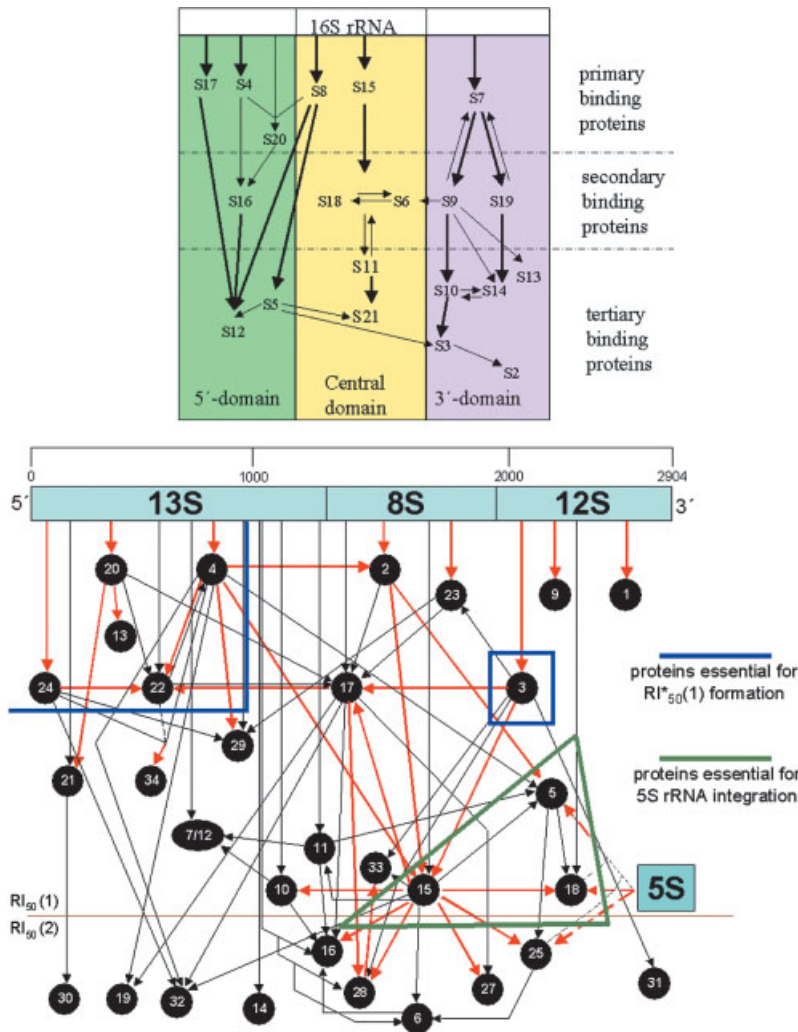 16S rRNA
S17 S4 S8 S15 S7
S20
primary
binding
proteins
S16 S18 S6 S9 S19
secondary
binding
proteins
S11 S13
S10 S14
S5 S21
S12 S3
S2
tertiary
binding
proteins
5´-domain
Central
domain
3´-domain
0 1000 2000 2904
5´ 13S 8S 12S 3´
20 4 2 23 9 1
13
24 22 17 3
proteins essential for
RI*50(1) formation
29
21 34 5
proteins essential for
5S rRNA integration
7/12 11 33
10 15 18 5S
RI50(1)
RI50(2)
16 25
30 19 32 14 28 27 31
6